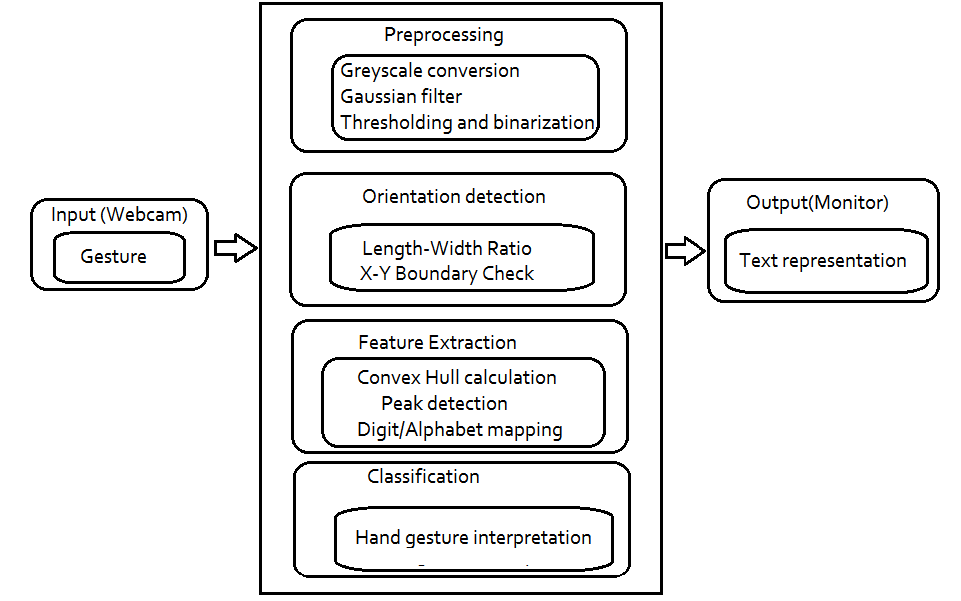 Input (Webcam)
Gesture
Preprocessing
Greyscale conversion
Gaussian filter
Thresholding and binarization
Orientation detection
Length-Width Ratio
X-Y Boundary Check
Feature Extraction
Convex Hull calculation
Peak detection
Digit/Alphabet mapping
Classification
Hand gesture interpretation
Output(Monitor)
Text representation